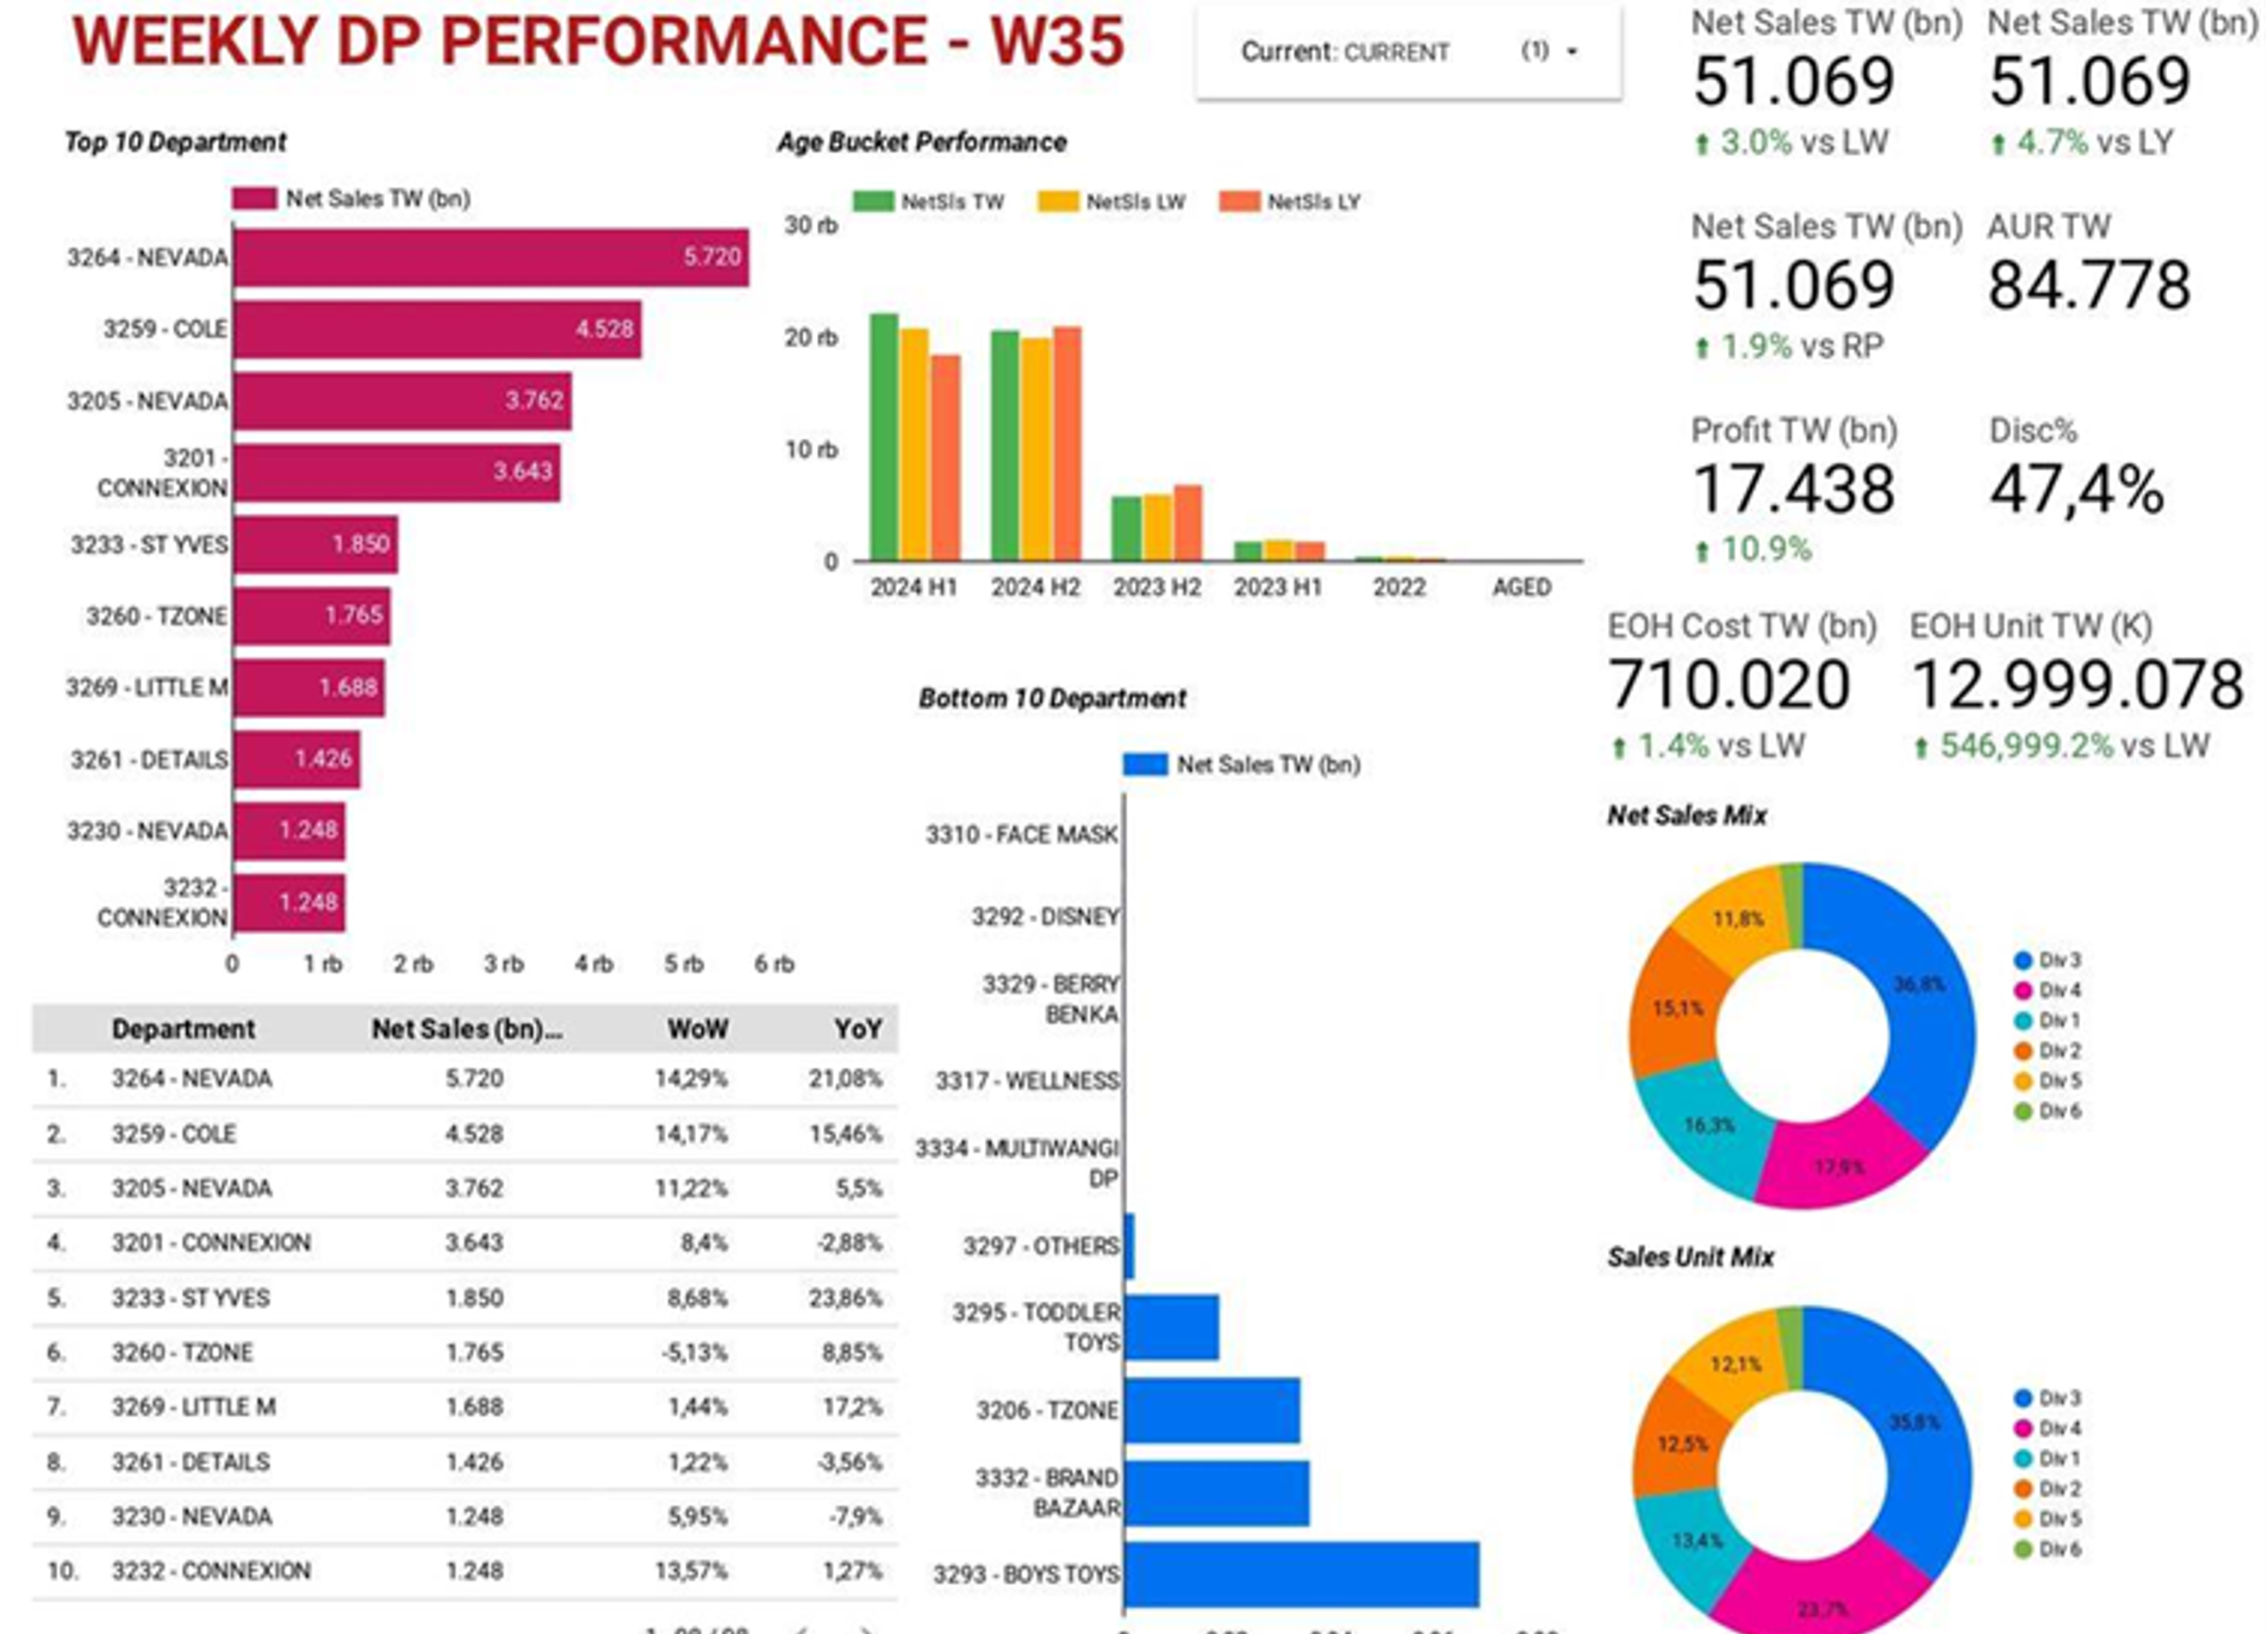 WEEKLY DP PERFORMANCE - W35
Current: CURRENT (1)
Net Sales TW (bn)
51.069
3.0% vs LW
Net Sales TW (bn)
51.069
4.7% vs LY
Net Sales TW (bn)
51.069
1.9% vs RP
AUR TW
84.778
Profit TW (bn)
17.438
10.9%
Disc%
47,4%
EOH Cost TW (bn)
710.020
1.4% vs LW
EOH Unit TW (K)
12.999.078
546,999.2% vs LW
Top 10 Department
Net Sales TW (bn)
3264 - NEVADA 5.720
3259 - COLE 4.528
3205 - NEVADA 3.762
3201 -
CONNEXION 3.643
3233 - ST YVES 1.850
3260 - TZONE 1.765
3269 - LITTLE M 1.688
3261 - DETAILS 1.426
3230 - NEVADA 1.248
3232 -
CONNEXION 1.248
0 1 rb 2 rb 3 rb 4 rb 5 rb 6 rb
Age Bucket Performance
NetSls TW NetSls LW NetSls LY
30 rb
20 rb
10 rb
0
2024 H1 2024 H2 2023 H2 2023 H1 2022 AGED
Department Net Sales (bn)... WoW YoY
1. 3264 - NEVADA 5.720 14,29% 21,08%
2. 3259 - COLE 4.528 14,17% 15,46%
3. 3205 - NEVADA 3.762 11,22% 5,5%
4. 3201 - CONNEXION 3.643 8,4% -2,88%
5. 3233 - ST YVES 1.850 8,68% 23,86%
6. 3260 - TZONE 1.765 -5,13% 8,85%
7. 3269 - LITTLE M 1.688 1,44% 17,2%
8. 3261 - DETAILS 1.426 1,22% -3,56%
9. 3230 - NEVADA 1.248 5,95% -7,9%
10. 3232 - CONNEXION 1.248 13,57% 1,27%
Bottom 10 Department
Net Sales TW (bn)
3310 - FACE MASK
3292 - DISNEY
3329 - BERRY
BENKA
3317 - WELLNESS
3334 - MULTIWANGI
DP
3297 - OTHERS
3295 - TODDLER
TOYS
3206 - TZONE
3332 - BRAND
BAZAAR
3293 - BOYS TOYS
Net Sales Mix
11,8%
36,8%
15,1%
16,3%
17,9%
Div 3
Div 4
Div 1
Div 2
Div 5
Div 6
Sales Unit Mix
12,1%
35,8%
12,5%
13,4%
23,7%
Div 3
Div 4
Div 1
Div 2
Div 5
Div 6